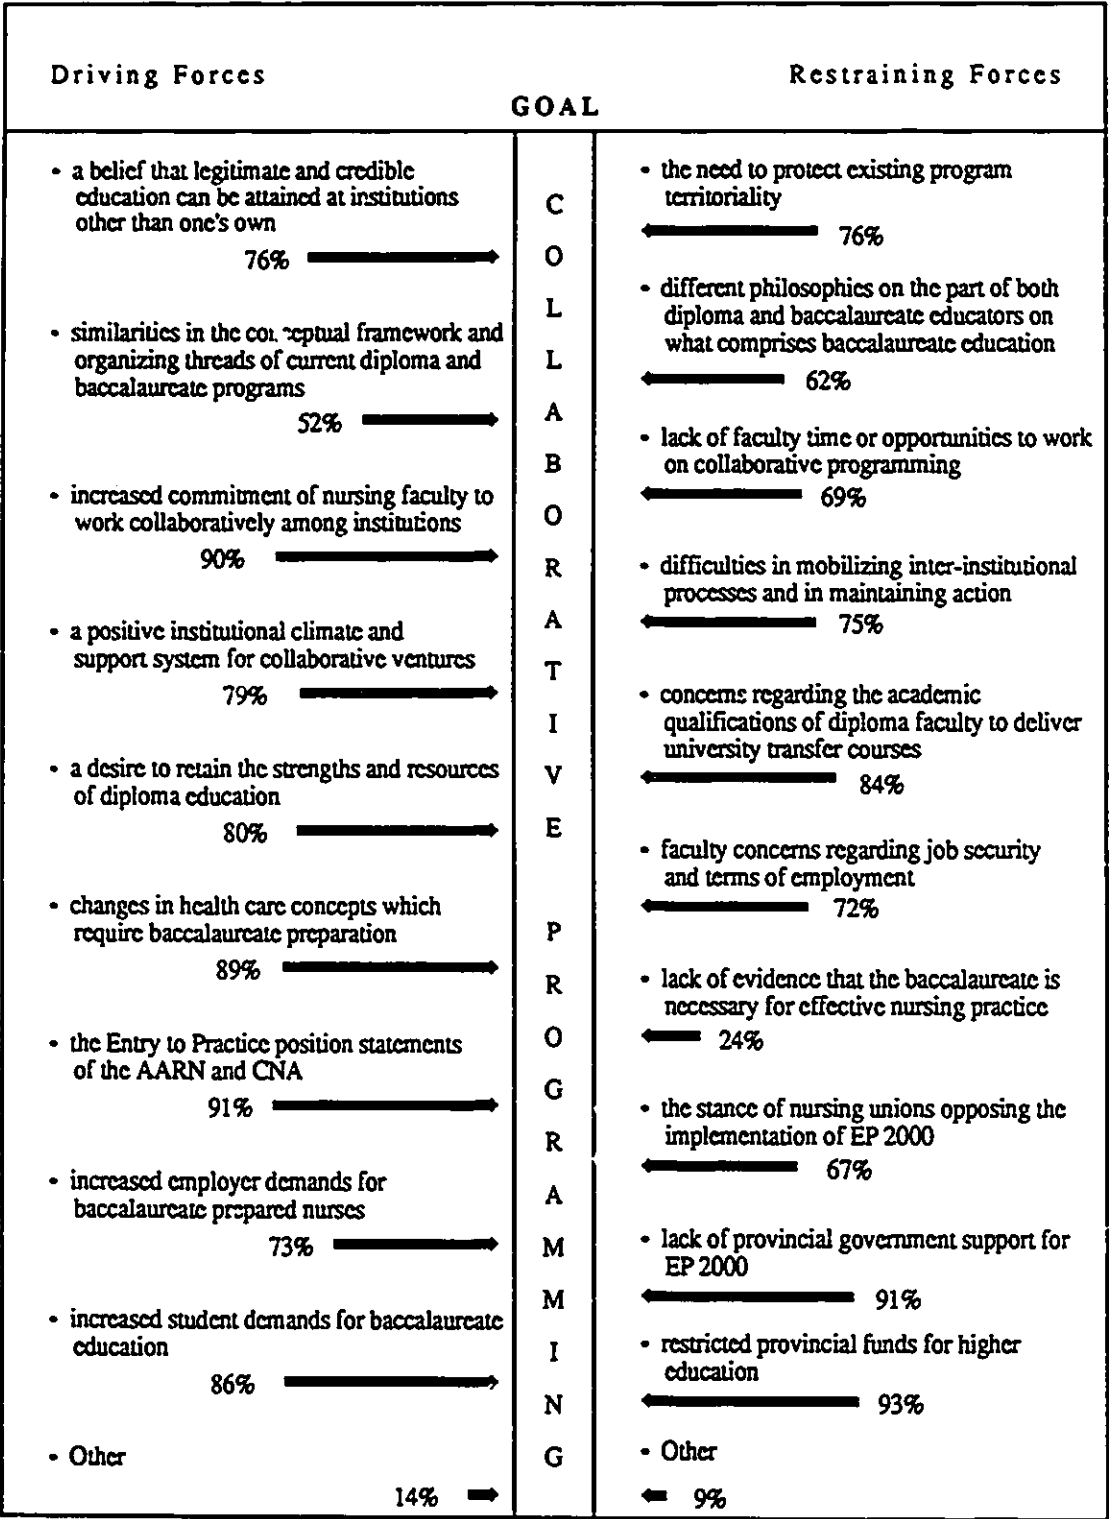 Driving Forces
Restraining Forces
GOAL
• a belief that legitimate and credible
education can be attained at institutions
other than one's own
76%
• similarities in the conceptual framework and
organizing threads of current diploma and
baccalaureate programs
52%
• increased commitment of nursing faculty to
work collaboratively among institutions
90%
• a positive institutional climate and
support system for collaborative ventures
79%
• a desire to retain the strengths and resources
of diploma education
80%
• changes in health care concepts which
require baccalaureate preparation
89%
• the Entry to Practice position statements
of the AARN and CNA
91%
• increased employer demands for
baccalaureate prepared nurses
73%
• increased student demands for baccalaureate
education
86%
• Other
14%
COLLABORATIVE PROGRAMMING
• the need to protect existing program
territoriality
76%
• different philosophies on the part of both
diploma and baccalaureate educators on
what comprises baccalaureate education
62%
• lack of faculty time or opportunities to work
on collaborative programming
69%
• difficulties in mobilizing inter-institutional
processes and in maintaining action
75%
• concerns regarding the academic
qualifications of diploma faculty to deliver
university transfer courses
84%
• faculty concerns regarding job security
and terms of employment
72%
• lack of evidence that the baccalaureate is
necessary for effective nursing practice
24%
• the stance of nursing unions opposing the
implementation of EP 2000
67%
• lack of provincial government support for
EP 2000
91%
• restricted provincial funds for higher
education
93%
• Other
9%